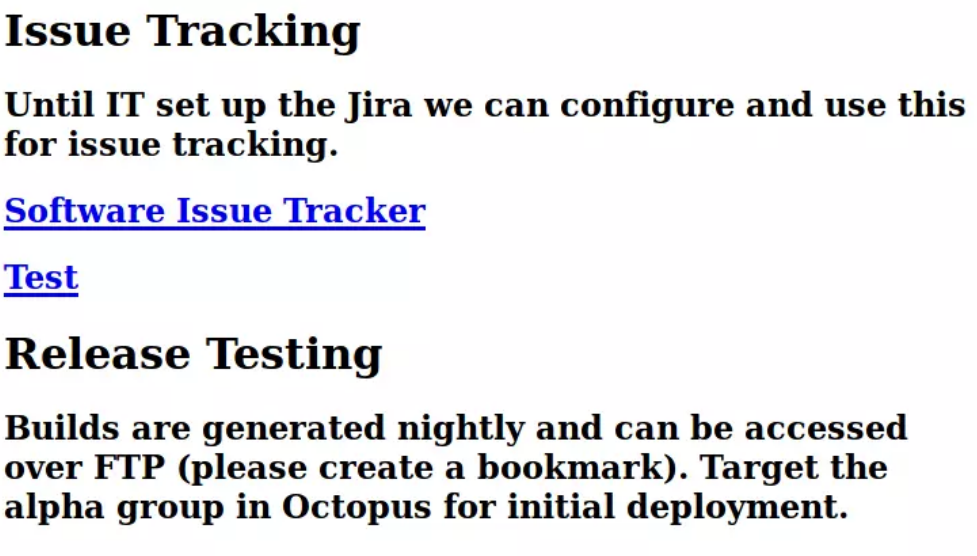 Issue Tracking
Until IT set up the Jira we can configure and use this
for issue tracking.
Software Issue Tracker
Test
Release Testing
Builds are generated nightly and can be accessed
over FTP (please create a bookmark). Target the
alpha group in Octopus for initial deployment.